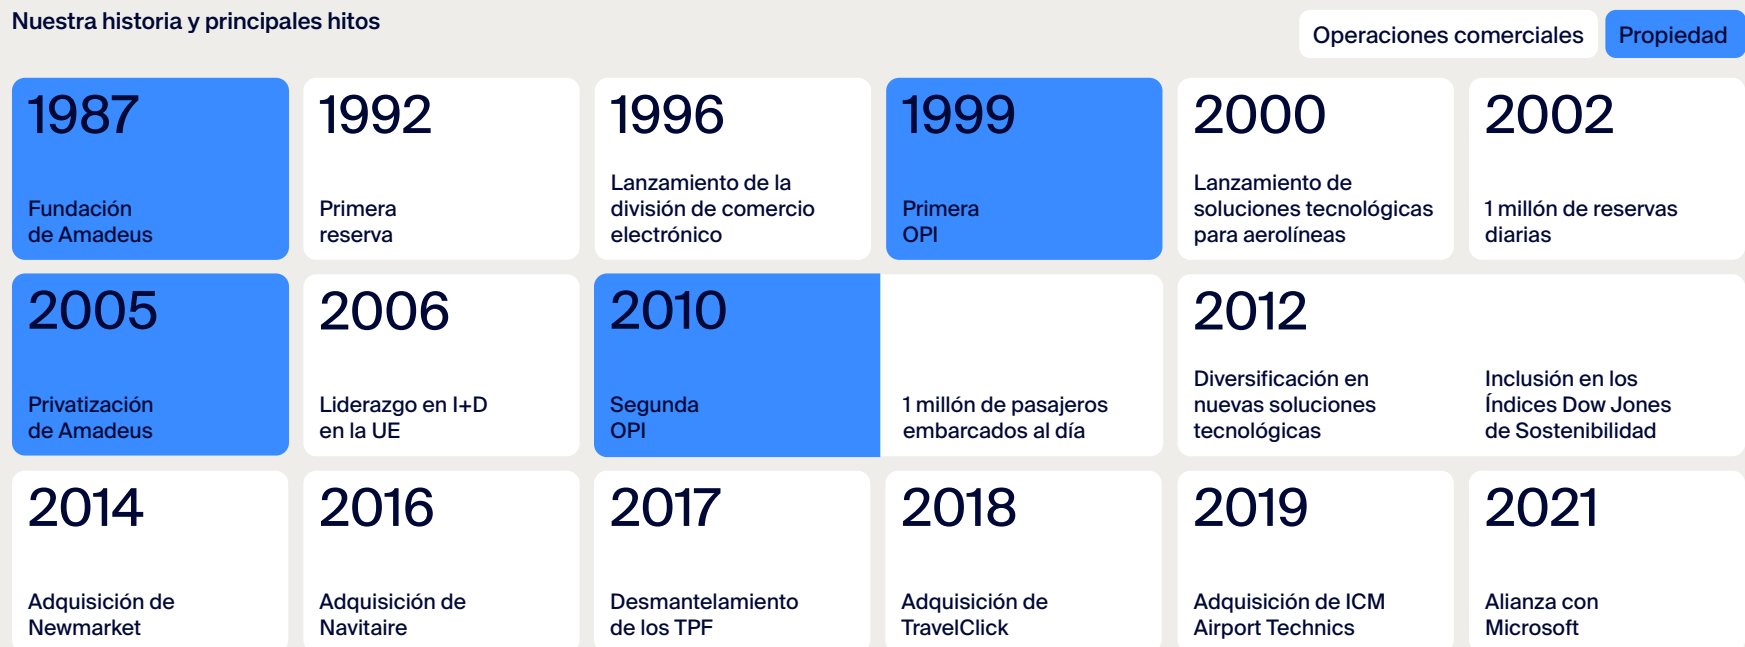 Nuestra historia y principales hitos
Operaciones comerciales
Propiedad
1987
Fundación
de Amadeus
1992
Primera
reserva
1996
Lanzamiento de la
división de comercio
electrónico
1999
Primera
OPI
2000
Lanzamiento de
soluciones tecnológicas
para aerolíneas
2002
1 millón de reservas
diarias
2005
Privatización
de Amadeus
2006
Liderazgo en I+D
en la UE
2010
Segunda
OPI
1 millón de pasajeros
embarcados al día
2012
Diversificación en
nuevas soluciones
tecnológicas
Inclusión en los
Índices Dow Jones
de Sostenibilidad
2014
Adquisición de
Newmarket
2016
Adquisición de
Navitaire
2017
Desmantelamiento
de los TPF
2018
Adquisición de
TravelClick
2019
Adquisición de ICM
Airport Technics
2021
Alianza con
Microsoft